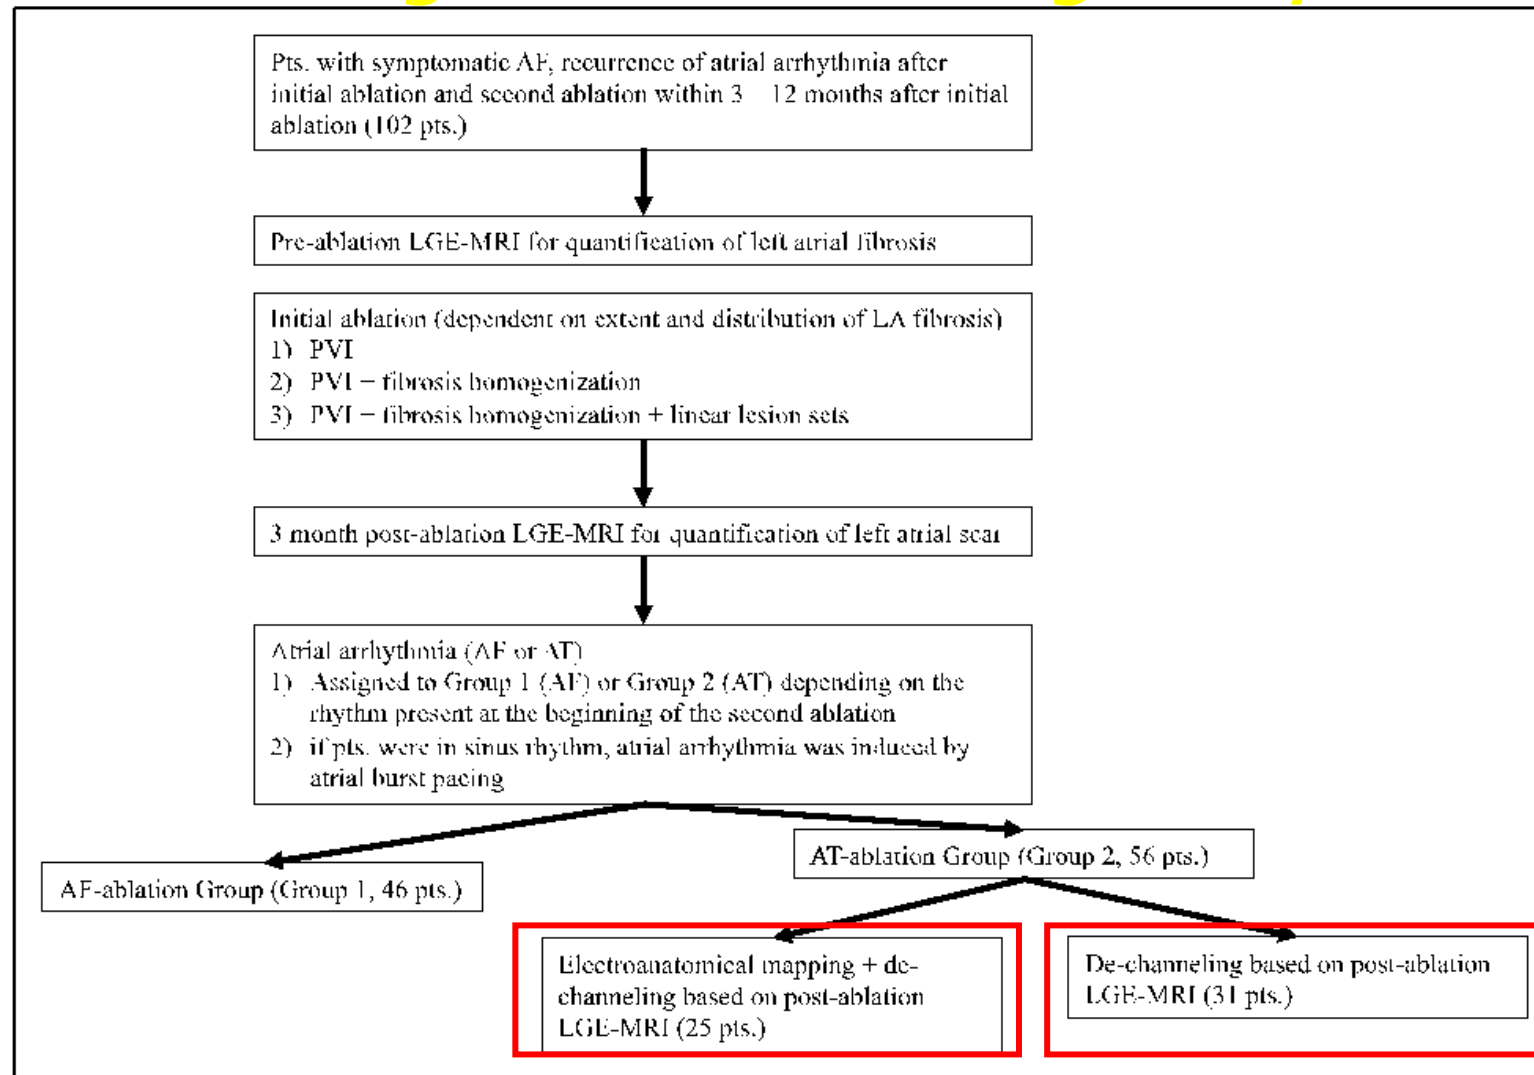 Pts. with symptomatic AF, recurrence of atrial arrhythmia after
initial ablation and second ablation within 3 12 months after initial
ablation (102 pts.)
Pre-ablation LGE-MRI for quantification of left atrial fibrosis
Initial ablation (dependent on extent and distribution of LA fibrosis)
1) PVI
2) PVI − fibrosis homogenization
3) PVI − fibrosis homogenization + linear lesion sets
3 month post-ablation LGE-MRI for quantification of left atrial scar
Atrial arrhythmia (AF or AT)
1) Assigned to Group 1 (AF) or Group 2 (AT) depending on the
rhythm present at the beginning of the second ablation
2) if pts. were in sinus rhythm, atrial arrhythmia was induced by
atrial burst pacing
AT-ablation Group (Group 2, 56 pts.)
AF-ablation Group (Group 1, 46 pts.)
Electroanatomical mapping + de-
channeling based on post-ablation
LGE-MRI (25 pts.)
De-channeling based on post-ablation
LGE-MRI (31 pts.)